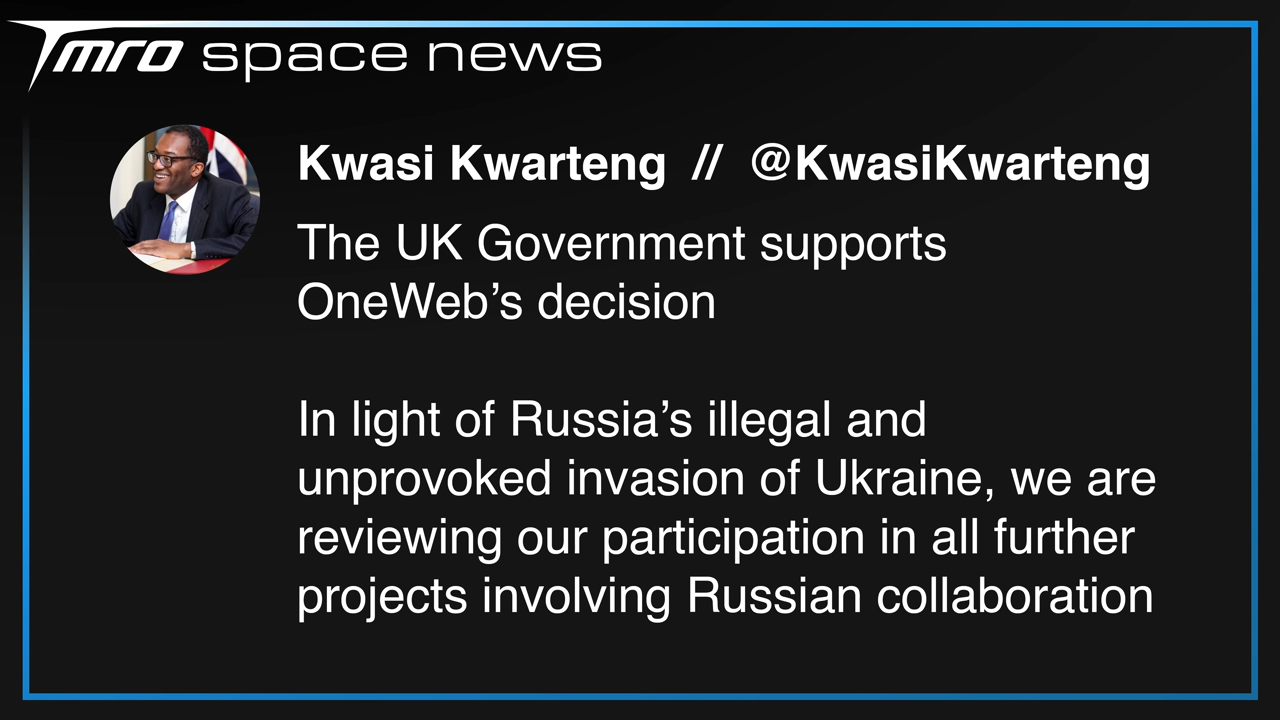 Tmro space news
Kwasi Kwarteng // @KwasiKwarteng
The UK Government supports
OneWeb’s decision
In light of Russia’s illegal and
unprovoked invasion of Ukraine, we are
reviewing our participation in all further
projects involving Russian collaboration